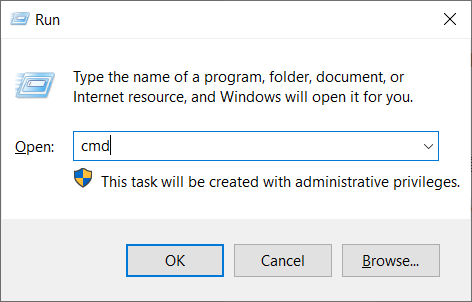 Run
Type the name of a program, folder, document, or
Internet resource, and Windows will open it for you.
Open: cmd
This task will be created with administrative privileges.
OK Cancel Browse...